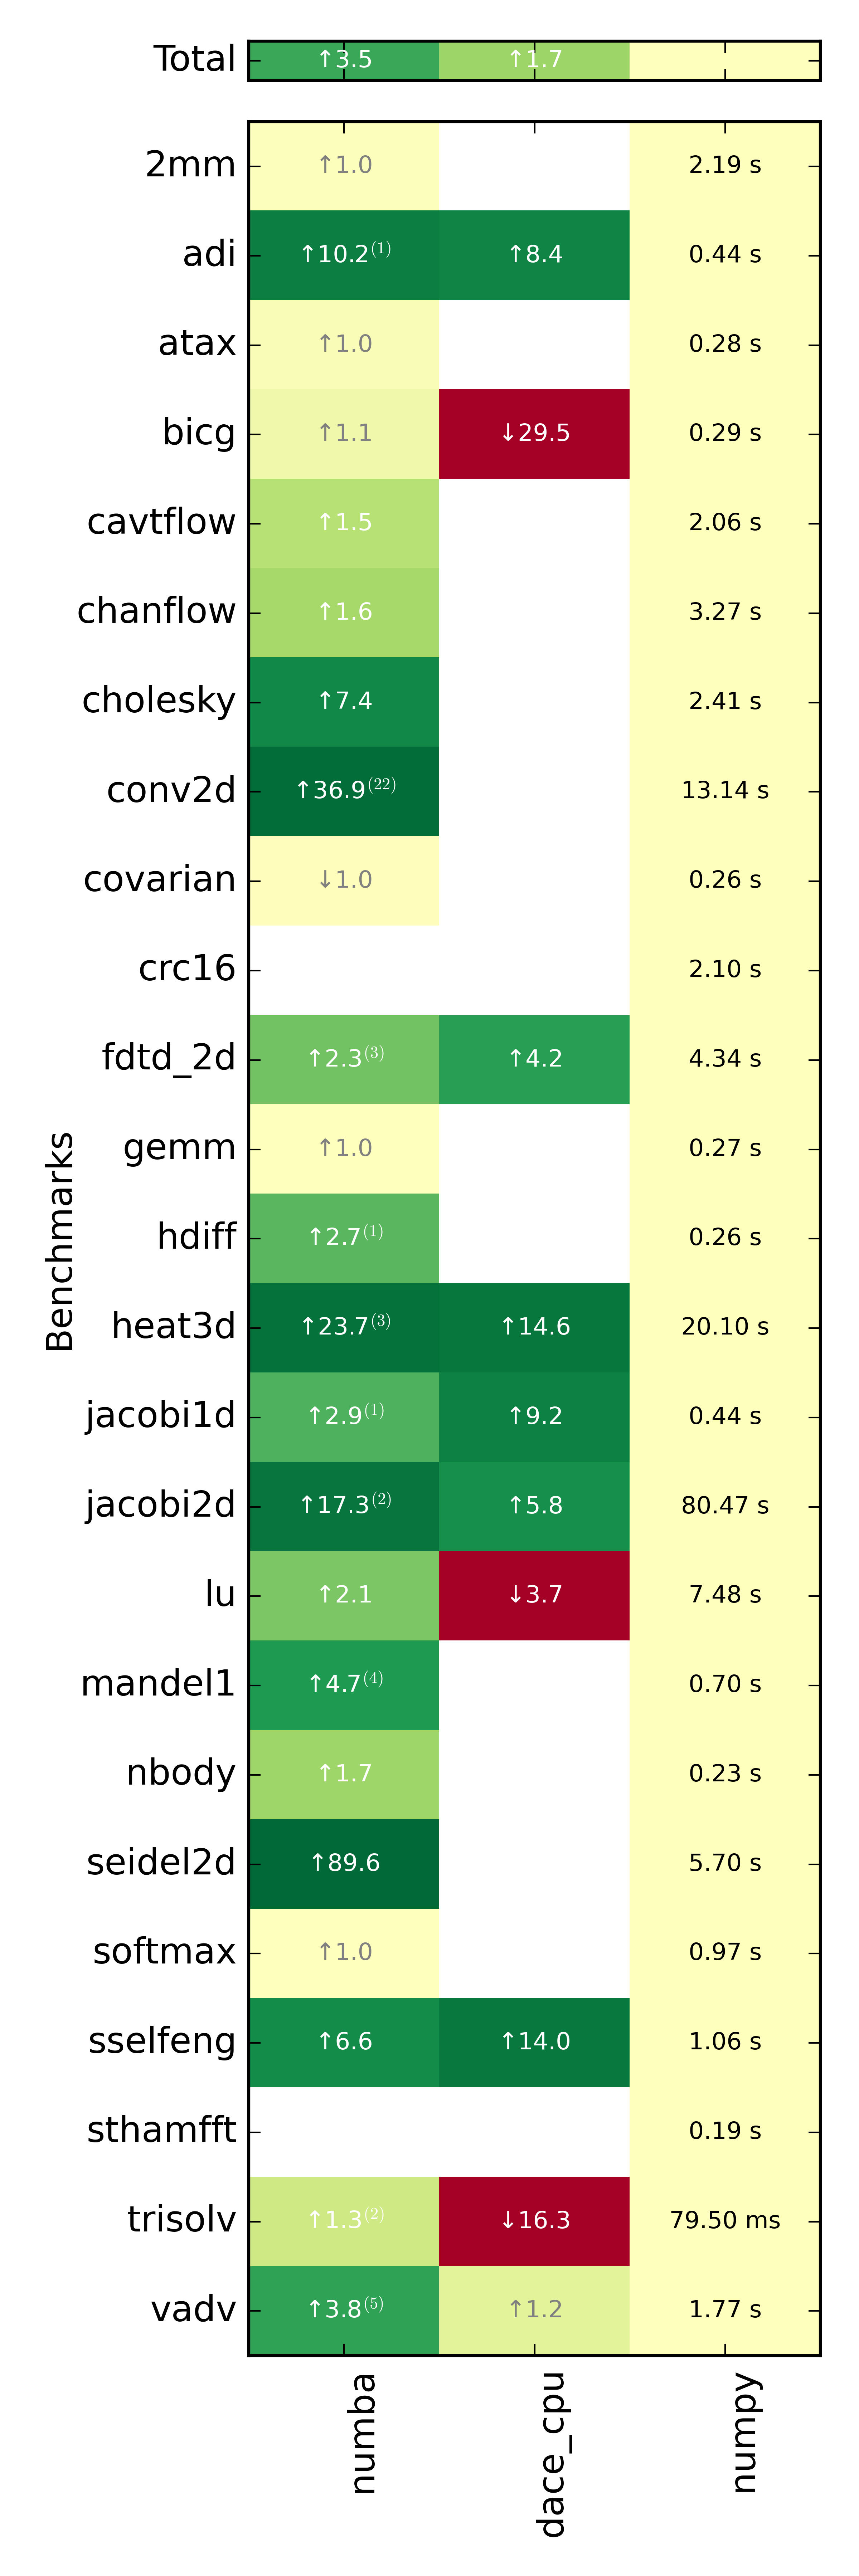 Total ↑3.5 ↑1.7
2mm ↑1.0 2.19 s
adi ↑10.2(1) ↑8.4 0.44 s
atax ↑1.0 0.28 s
bicg ↑1.1 ↓29.5 0.29 s
cavtflow ↑1.5 2.06 s
chanflow ↑1.6 3.27 s
cholesky ↑7.4 2.41 s
conv2d ↑36.9(22) 13.14 s
covarian ↓1.0 0.26 s
crc16 2.10 s
fdtd_2d ↑2.3(3) ↑4.2 4.34 s
gemm ↑1.0 0.27 s
hdiff ↑2.7(1) 0.26 s
Benchmarks
heat3d ↑23.7(3) ↑14.6 20.10 s
jacobi1d ↑2.9(1) ↑9.2 0.44 s
jacobi2d ↑17.3(2) ↑5.8 80.47 s
lu ↑2.1 ↓3.7 7.48 s
mandel1 ↑4.7(4) 0.70 s
nbody ↑1.7 0.23 s
seidel2d ↑89.6 5.70 s
softmax ↑1.0 0.97 s
sselfeng ↑6.6 ↑14.0 1.06 s
sthamfft 0.19 s
trisolv ↑1.3(2) ↓16.3 79.50 ms
vadv ↑3.8(5) ↑1.2 1.77 s
numba
dace_cpu
numpy